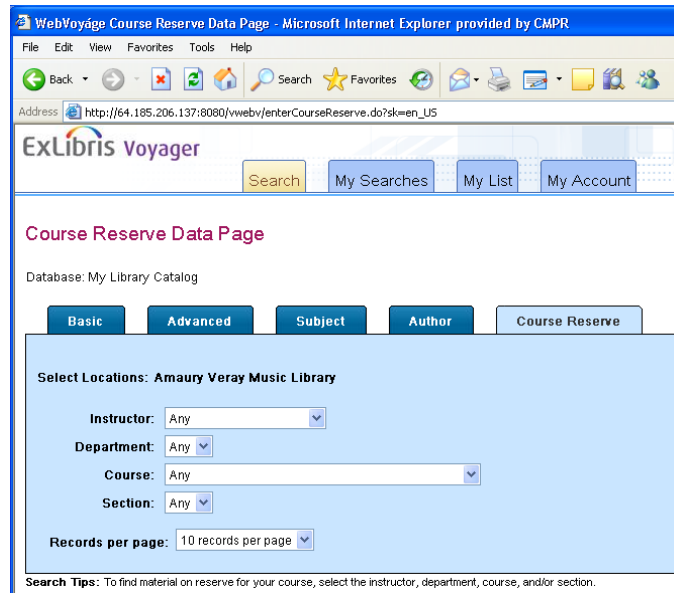 WebVoyáge Course Reserve Data Page - Microsoft Internet Explorer provided by CMPR
File Edit View Favorites Tools Help
Back Search Favorites
Address http://64.185.206.137:8080/vwebv/enterCourseReserve.do?sk=en_US
ExLibris Voyager
Search My Searches My List My Account
Course Reserve Data Page
Database: My Library Catalog
Basic Advanced Subject Author Course Reserve
Select Locations: Amaury Veray Music Library
Instructor: Any
Department: Any
Course: Any
Section: Any
Records per page: 10 records per page
Search Tips: To find material on reserve for your course, select the instructor, department, course, and/or section.